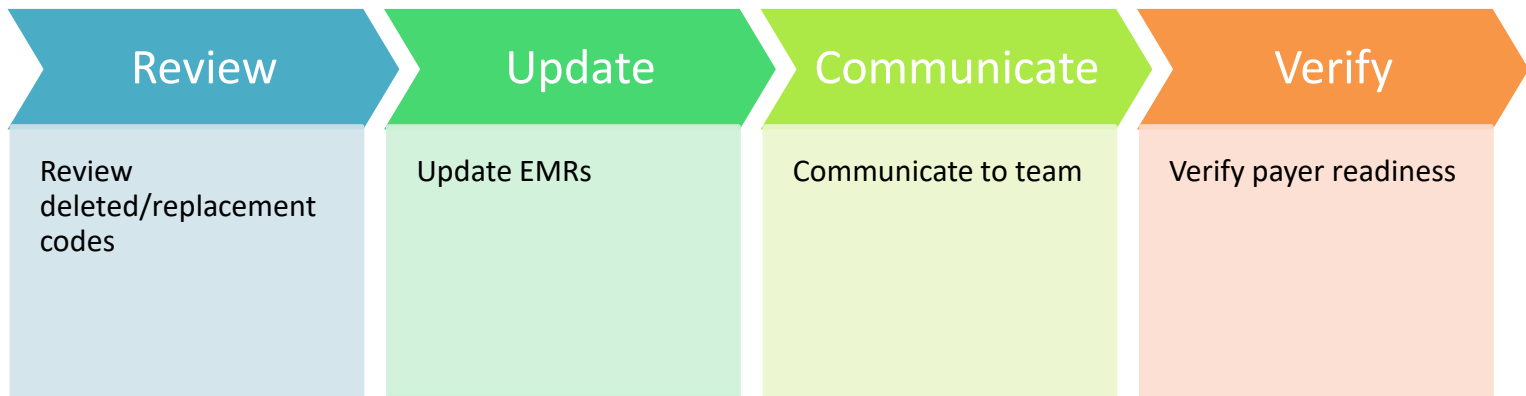 Review
Update
Communicate
Verify
Review
deleted/replacement
codes
Update EMRs
Communicate to team
Verify payer readiness